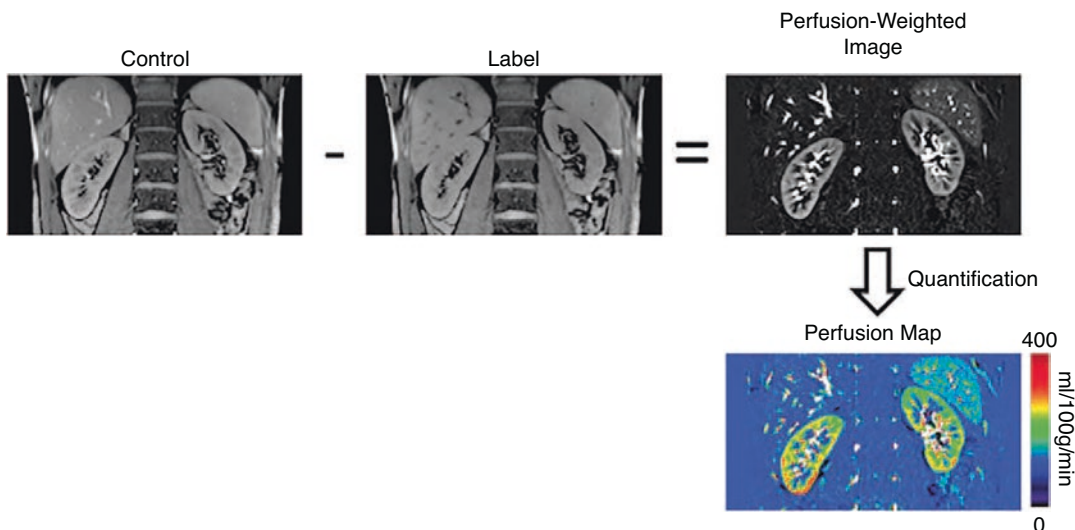 Control
Label
Perfusion-Weighted
Image
Quantification
Perfusion Map
400
ml/100g/min
0